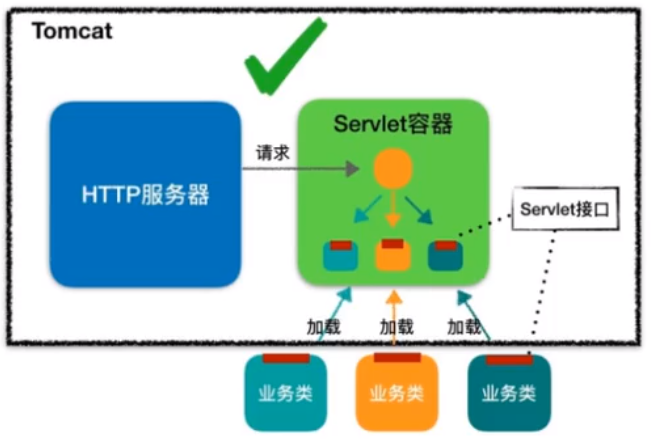 Tomcat
Servlet容器
请求
HTTP服务器
Servlet接口
加载
加载
加载
业务类
业务类
业务类